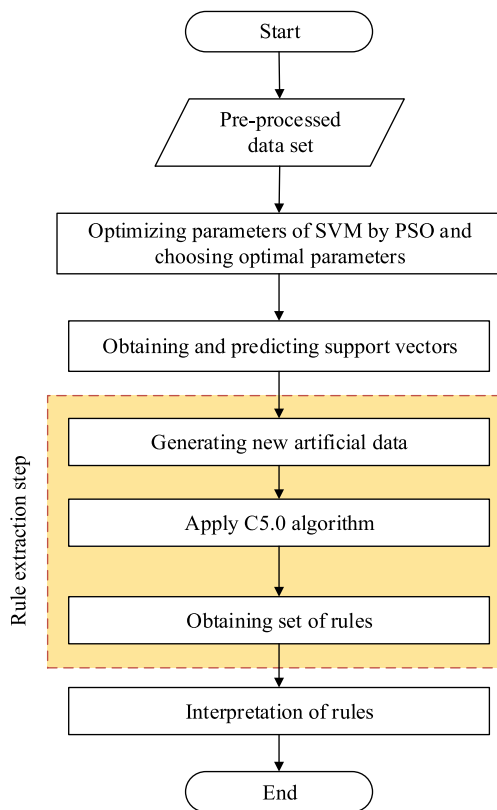 Start
Pre-processed
data set
Optimizing parameters of SVM by PSO and
choosing optimal parameters
Obtaining and predicting support vectors
Rule extraction step
Generating new artificial data
Apply C5.0 algorithm
Obtaining set of rules
Interpretation of rules
End